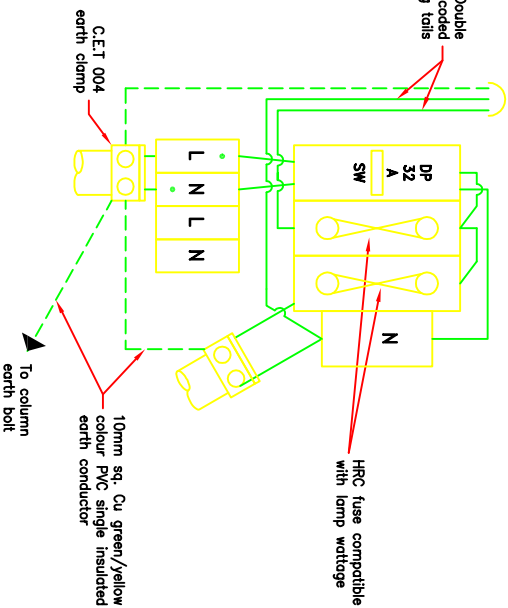 Double
coded
tails
C.E.T 004
earth clamp
L
N
L
N
DP
32
A
SW
N
HRC fuse compatible
with lamp wattage
10mm sq. Cu green/yellow
colour PVC single insulated
earth conductor
To column
earth bolt